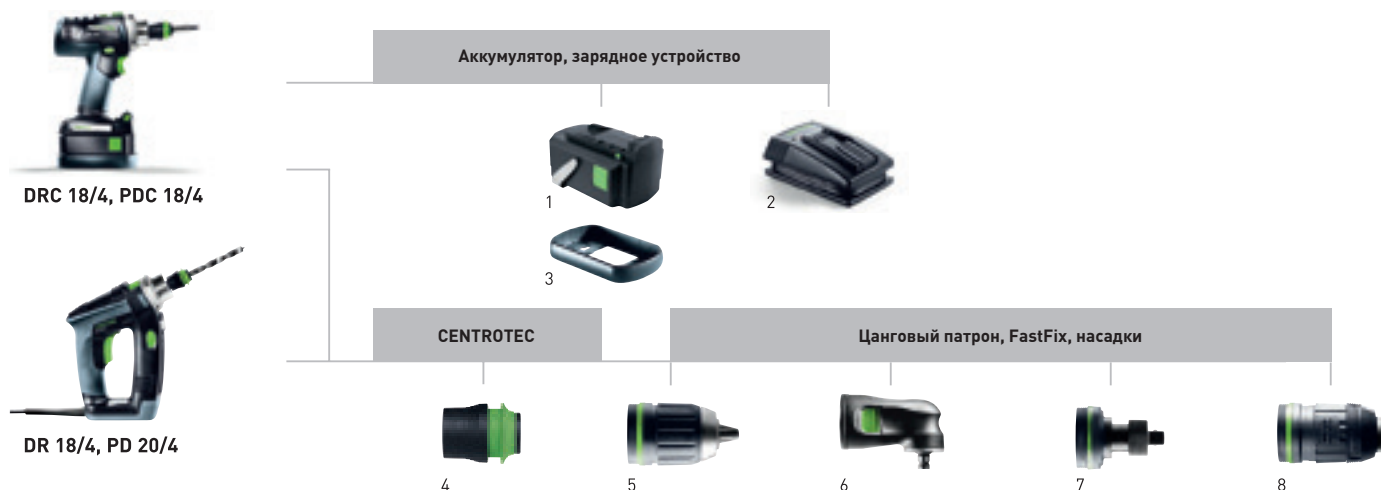 Аккумулятор, зарядное устройство
DRC 18/4, PDC 18/4
1
2
3
CENTROTEC
Цанговый патрон, FastFix, насадки
DR 18/4, PD 20/4
4
5
6
7
8